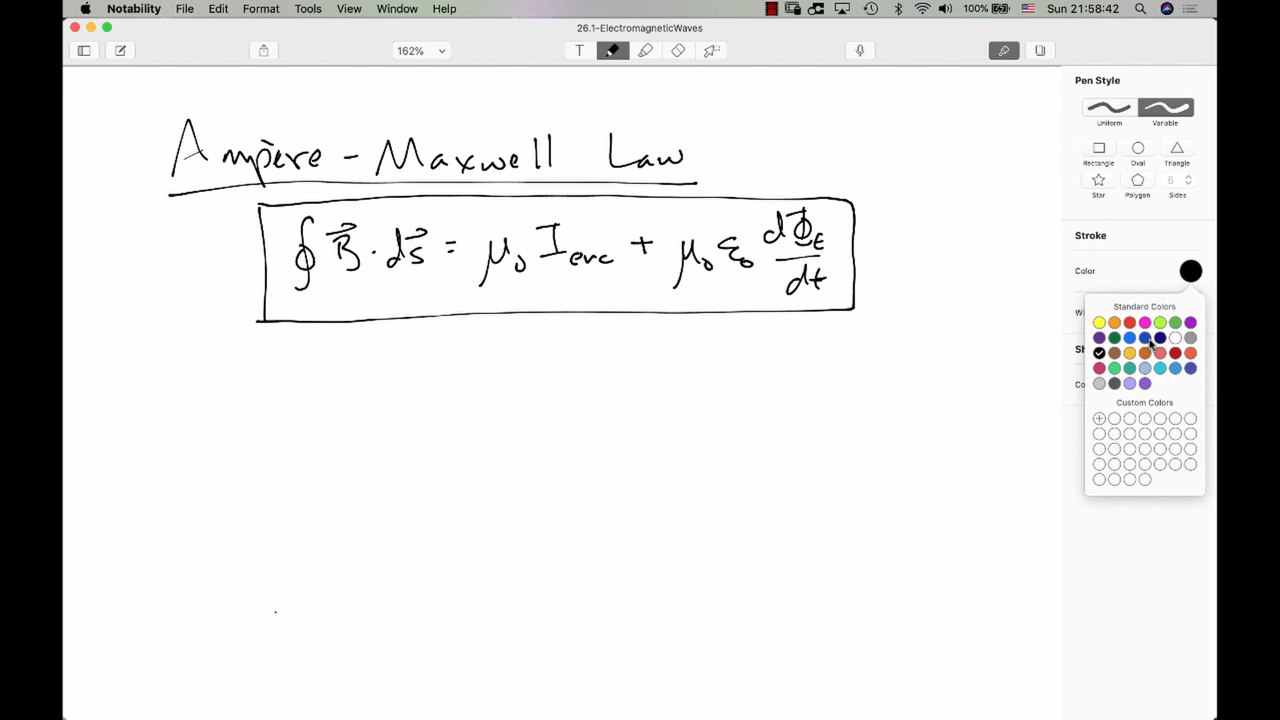 Notability File Edit Format Tools View Window Help 100% Sun 21:58:42
26.1-ElectromagneticWaves
162% T
Pen Style
Uniform Variable
Rectangle Oval Triangle
5
Star Polygon Sides
Stroke
Color
Standard Colors
Custom Colors
Ampère - Maxwell Law
∮ B⃗ · ds⃗ = μ₀ I_enc + μ₀ ε₀ dΦ_E/dt